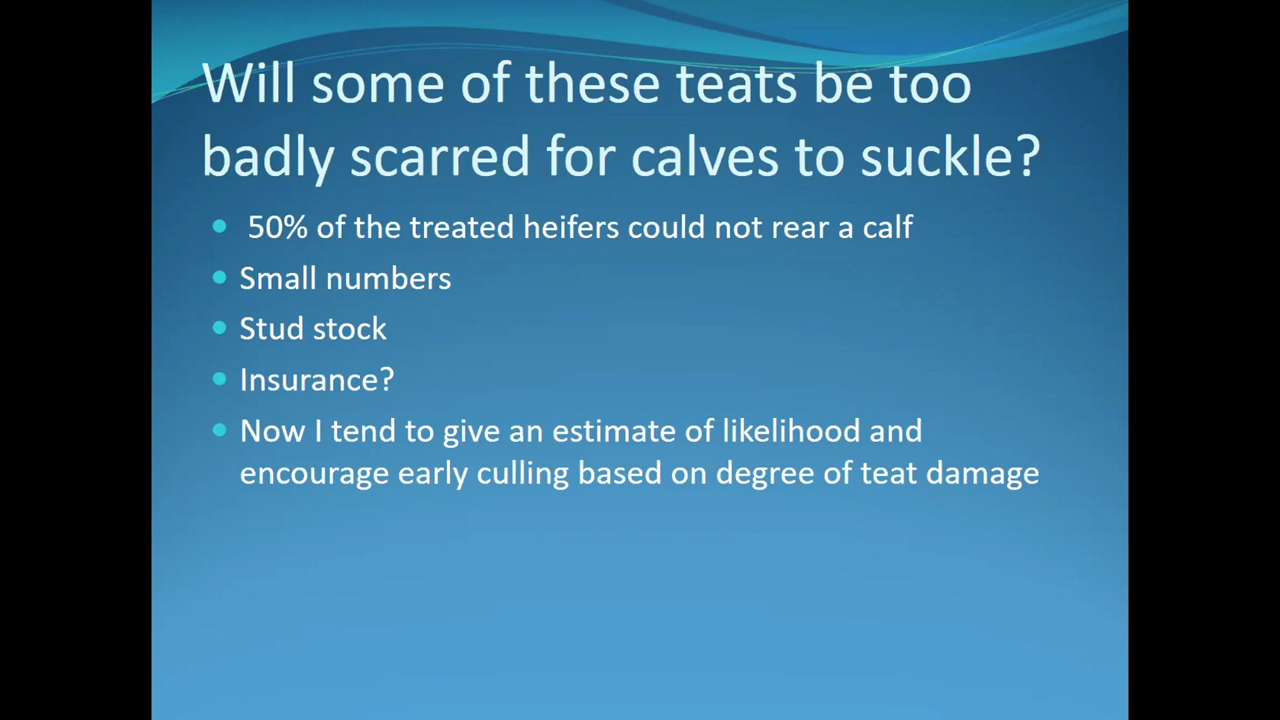 Will some of these teats be too
badly scarred for calves to suckle?
• 50% of the treated heifers could not rear a calf
• Small numbers
• Stud stock
• Insurance?
• Now I tend to give an estimate of likelihood and
encourage early culling based on degree of teat damage